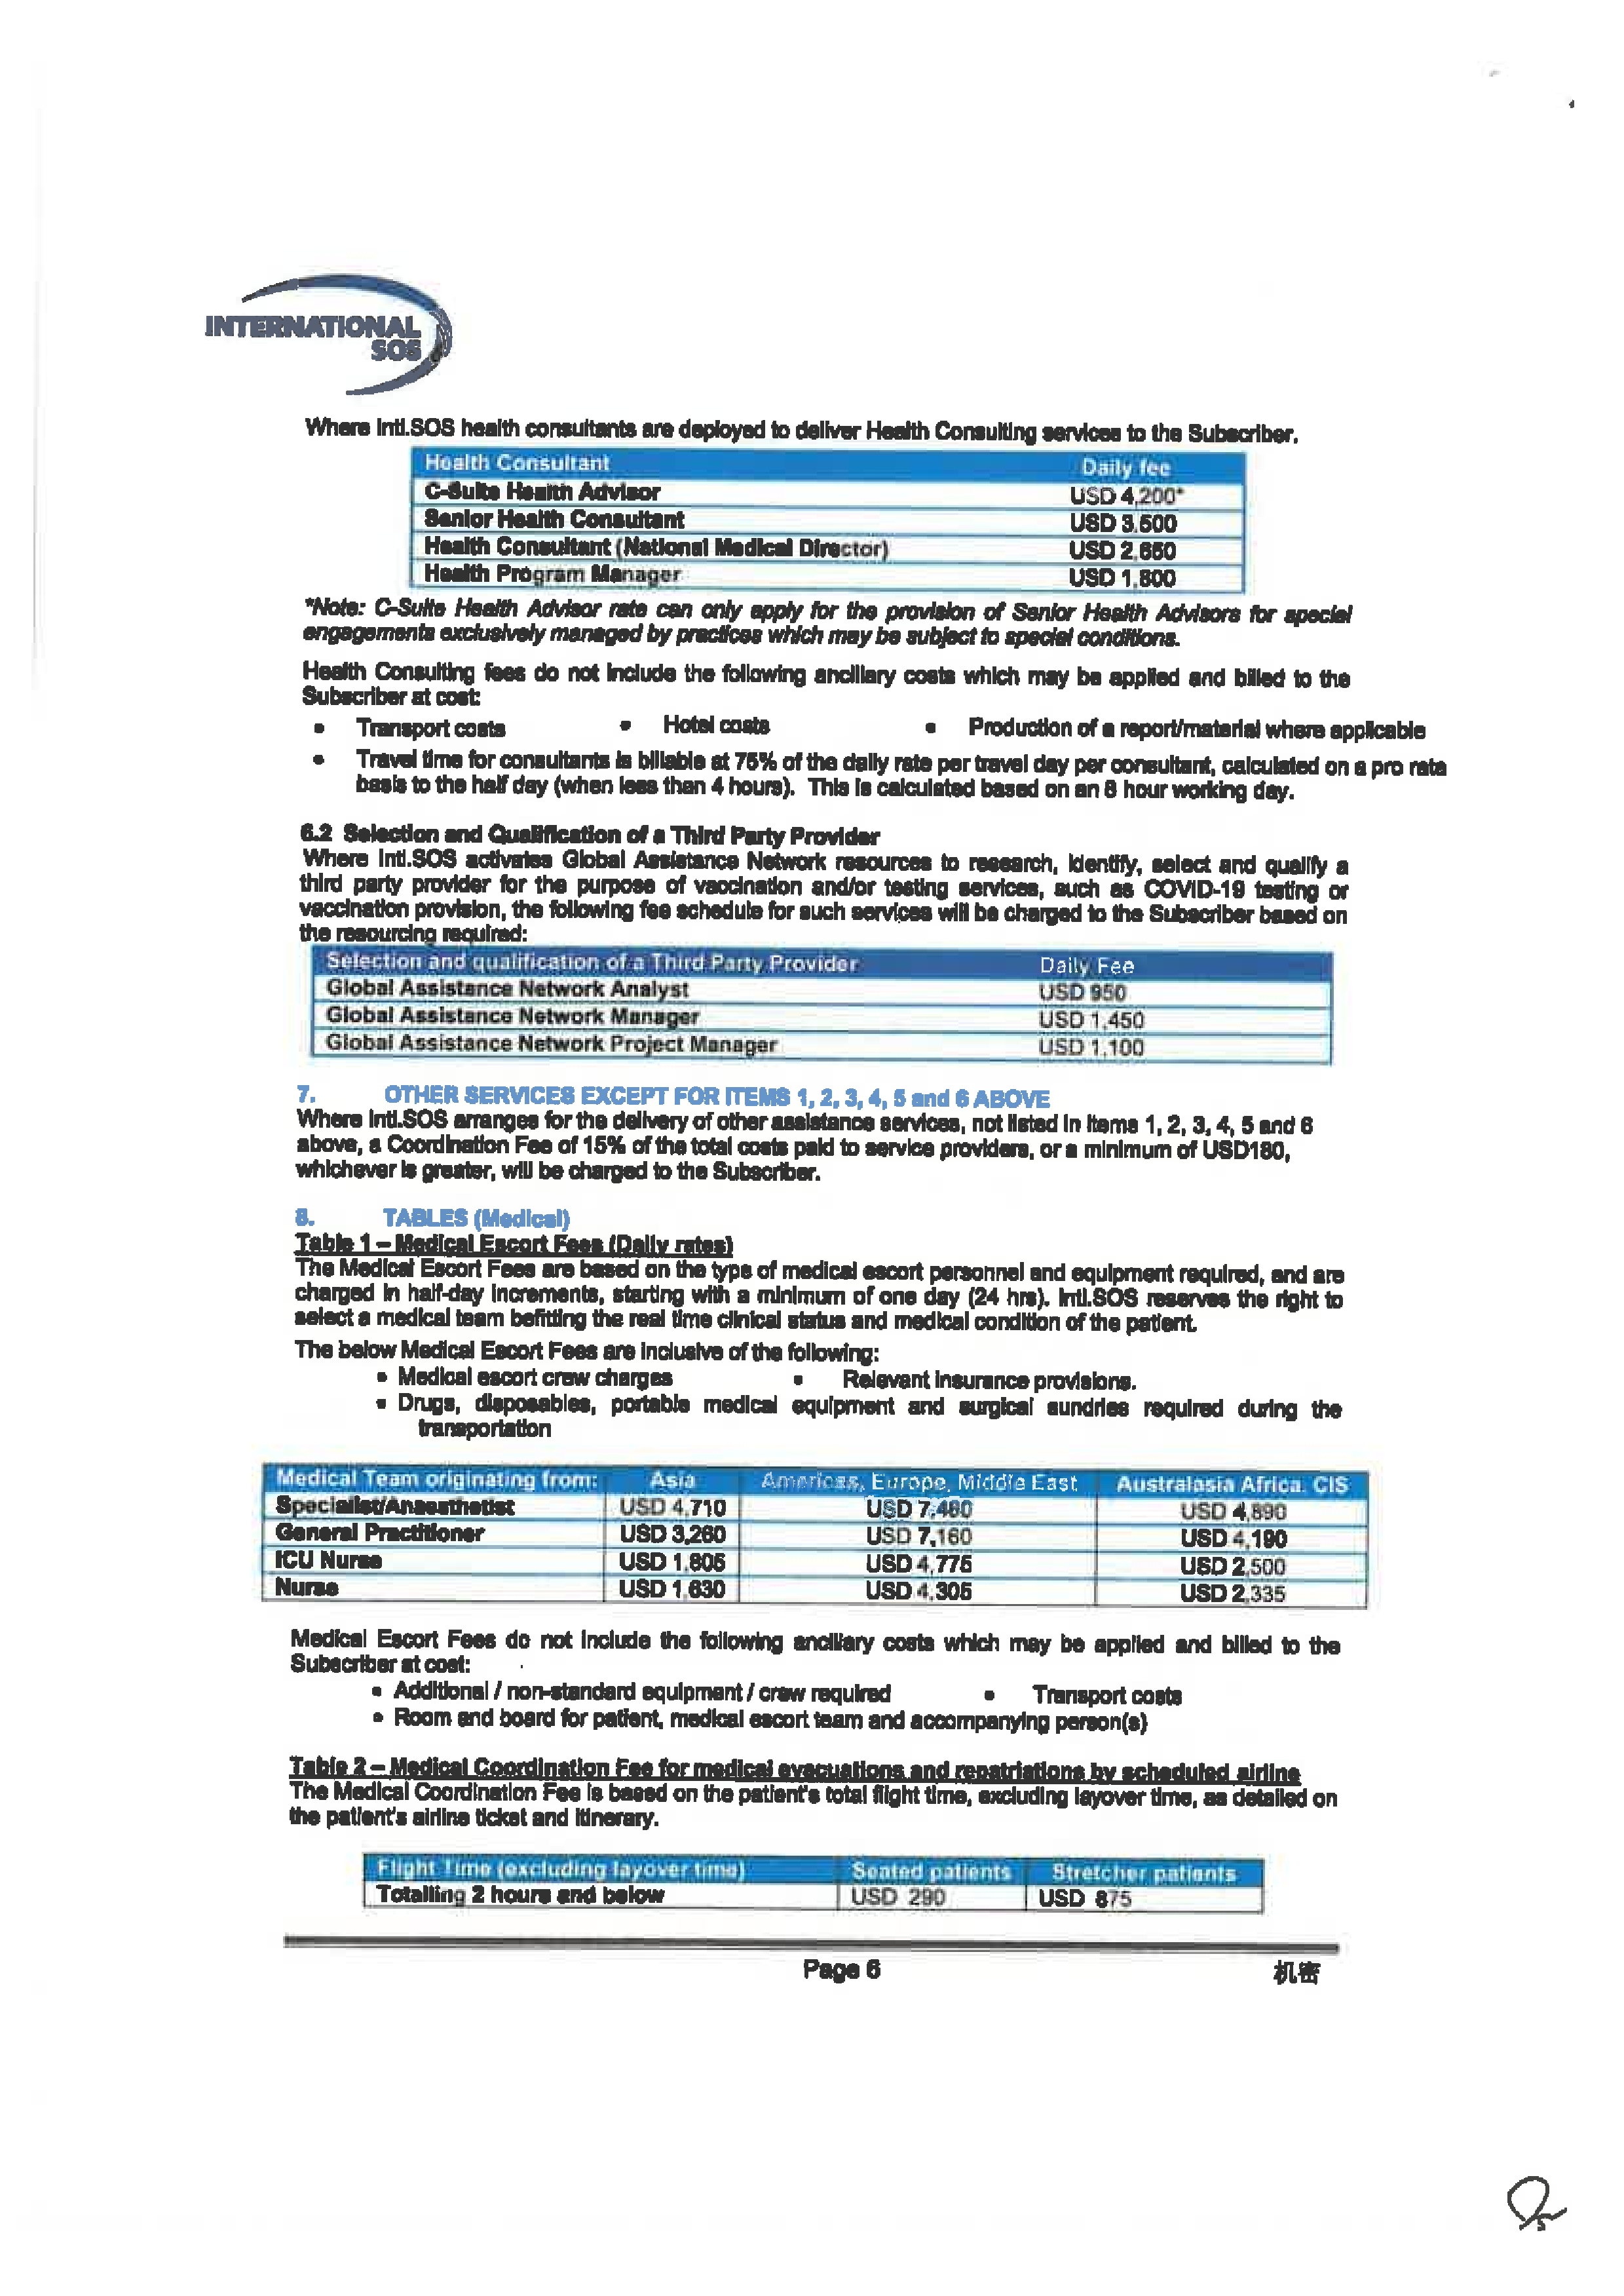 INTERNATIONAL
SOS
Where Intl.SOS health consultants are deployed to deliver Health Consulting services to the Subscriber.
Health Consultant Daily fee
C-Suite Health Advisor USD 4,200*
Senior Health Consultant USD 3,500
Health Consultant (National Medical Director) USD 2,650
Health Program Manager USD 1,800
*Note: C-Suite Health Advisor rate can only apply for the provision of Senior Health Advisors for special
engagements exclusively managed by practices which may be subject to special conditions.
Health Consulting fees do not include the following ancillary costs which may be applied and billed to the
Subscriber at cost:
• Transport costs • Hotel costs • Production of a report/material where applicable
• Travel time for consultants is billable at 75% of the daily rate per travel day per consultant, calculated on a pro rata
basis to the half day (when less than 4 hours). This is calculated based on an 8 hour working day.
6.2 Selection and Qualification of a Third Party Provider
Where Intl.SOS activates Global Assistance Network resources to research, identify, select and qualify a
third party provider for the purpose of vaccination and/or testing services, such as COVID-19 testing or
vaccination provision, the following fee schedule for such services will be charged to the Subscriber based on
the resourcing required:
Selection and qualification of a Third Party Provider Daily Fee
Global Assistance Network Analyst USD 950
Global Assistance Network Manager USD 1,450
Global Assistance Network Project Manager USD 1,100
7. OTHER SERVICES EXCEPT FOR ITEMS 1, 2, 3, 4, 5 and 6 ABOVE
Where Intl.SOS arranges for the delivery of other assistance services, not listed in Items 1, 2, 3, 4, 5 and 6
above, a Coordination Fee of 15% of the total costs paid to service providers, or a minimum of USD180,
whichever is greater, will be charged to the Subscriber.
8. TABLES (Medical)
Table 1 – Medical Escort Fees (Daily rates)
The Medical Escort Fees are based on the type of medical escort personnel and equipment required, and are
charged in half-day increments, starting with a minimum of one day (24 hrs). Intl.SOS reserves the right to
select a medical team befitting the real time clinical status and medical condition of the patient.
The below Medical Escort Fees are inclusive of the following:
• Medical escort crew charges • Relevant insurance provisions.
• Drugs, disposables, portable medical equipment and surgical sundries required during the
transportation
Medical Team originating from: Asia Americas, Europe, Middle East Australasia Africa, CIS
Specialist/Anaesthetist USD 4,710 USD 7,480 USD 4,890
General Practitioner USD 3,260 USD 7,160 USD 4,190
ICU Nurse USD 1,805 USD 4,775 USD 2,500
Nurse USD 1,630 USD 4,305 USD 2,335
Medical Escort Fees do not include the following ancillary costs which may be applied and billed to the
Subscriber at cost:
• Additional / non-standard equipment / crew required • Transport costs
• Room and board for patient, medical escort team and accompanying person(s)
Table 2 – Medical Coordination Fee for medical evacuations and repatriations by scheduled airline
The Medical Coordination Fee is based on the patient's total flight time, excluding layover time, as detailed on
the patient's airline ticket and itinerary.
Flight Time (excluding layover time) Seated patients Stretcher patients
Totalling 2 hours and below USD 290 USD 875
Page 6 机密